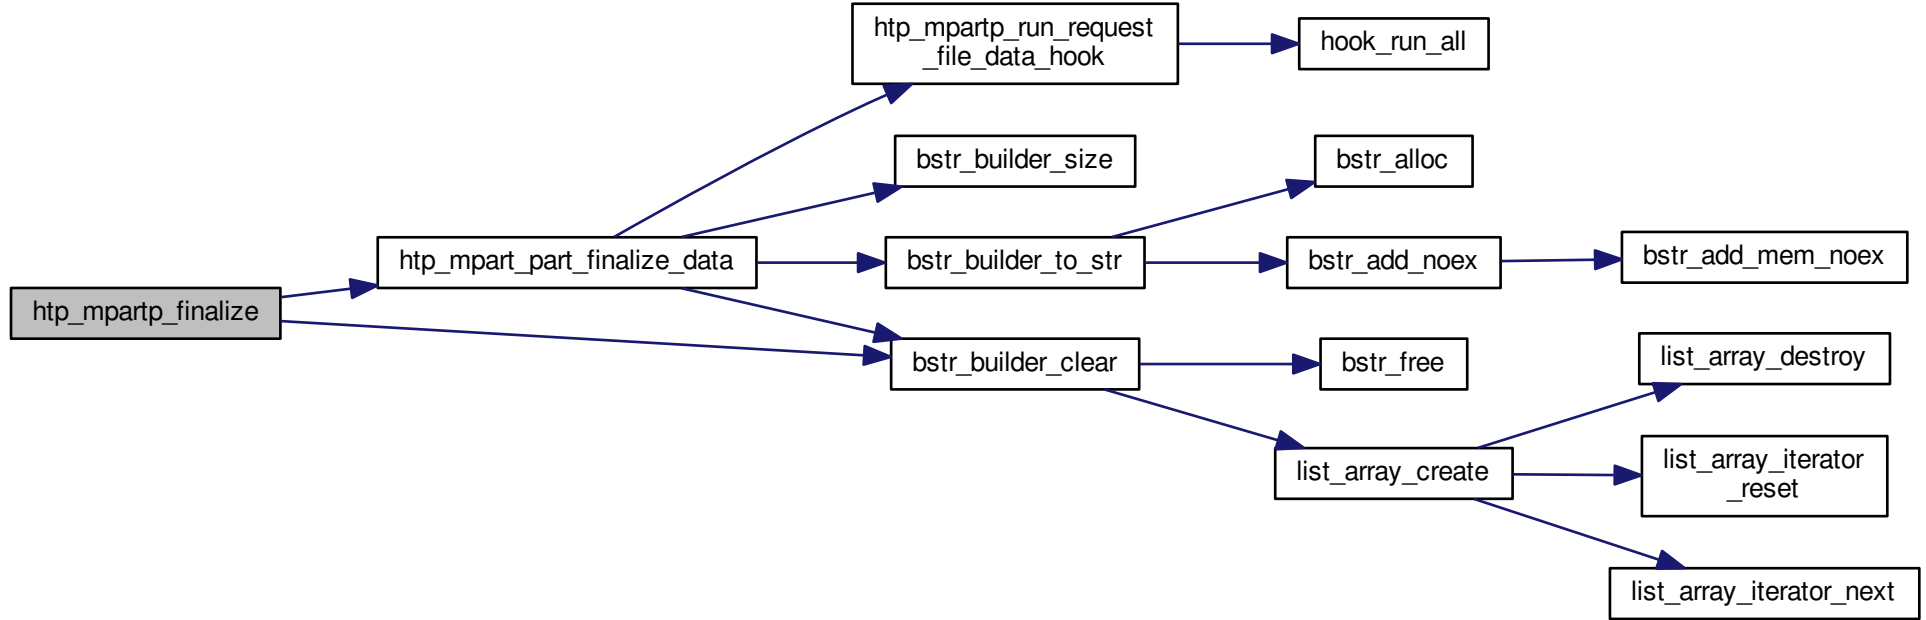 htp_mpartp_run_request
_file_data_hook
hook_run_all
bstr_builder_size
bstr_alloc
htp_mpart_part_finalize_data
bstr_builder_to_str
bstr_add_noex
bstr_add_mem_noex
htp_mpartp_finalize
bstr_builder_clear
bstr_free
list_array_destroy
list_array_create
list_array_iterator
_reset
list_array_iterator_next